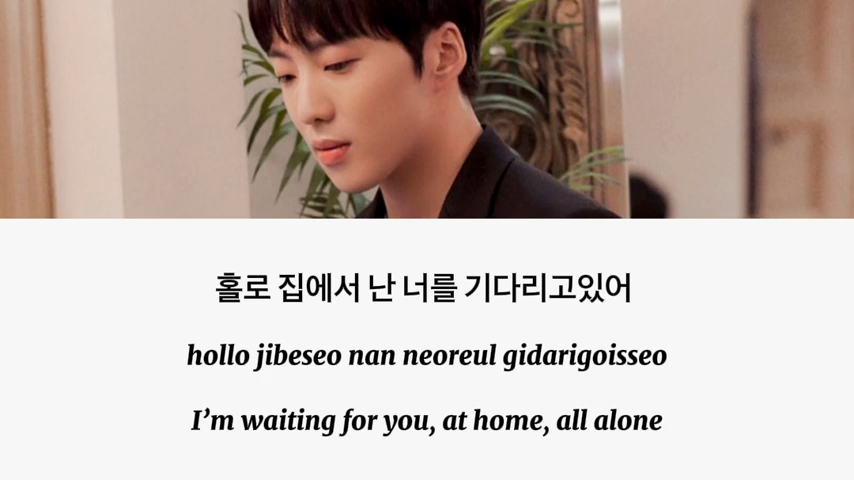 홀로 집에서 난 너를 기다리고있어
hollo jibeseo nan neoreul gidarigoisseo
I’m waiting for you, at home, all alone